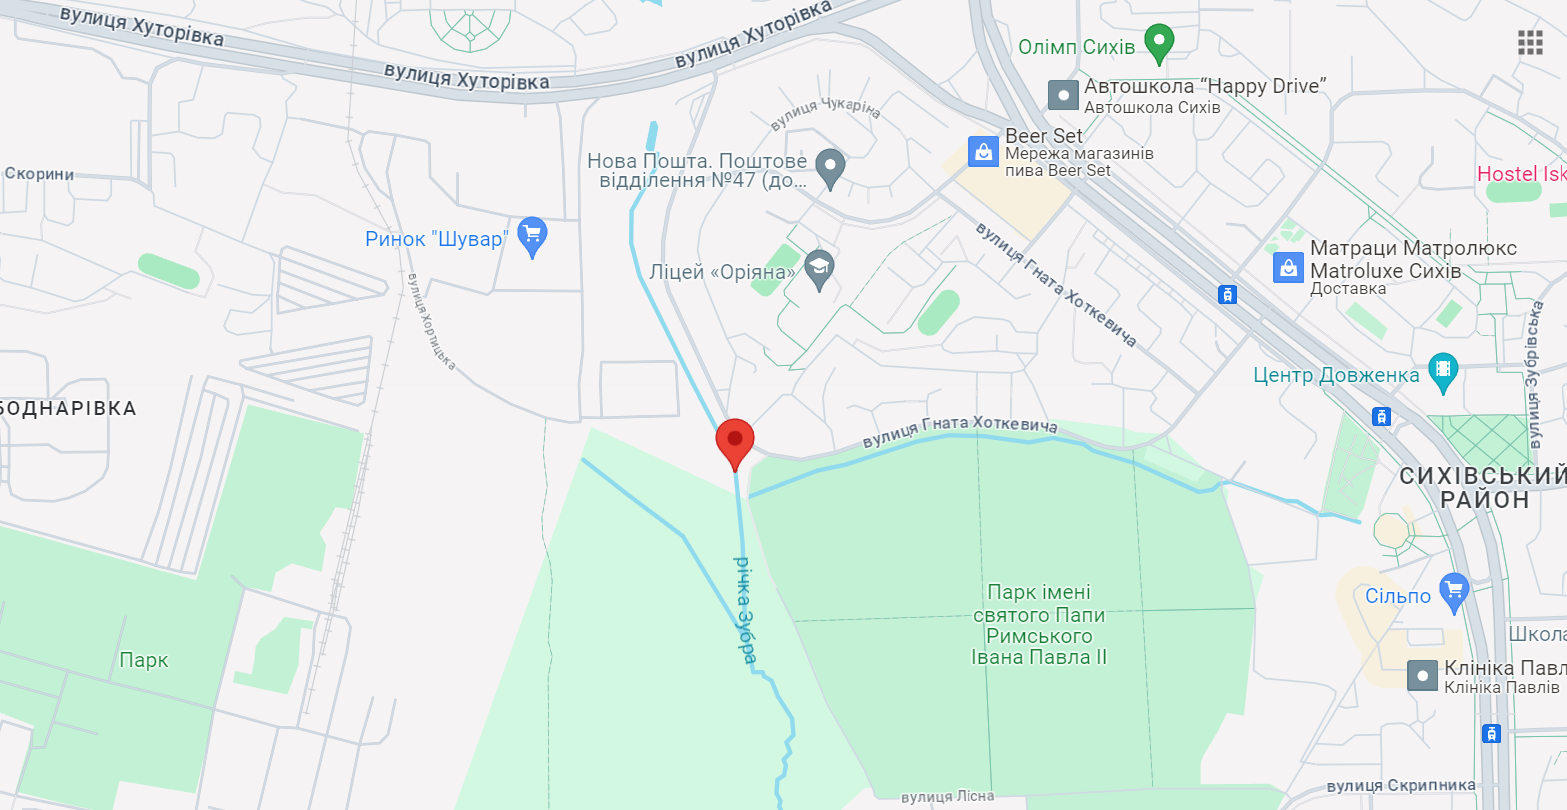 вулиця Хуторівка
вулиця Хуторівка
вулиця Хуторівка
Олімп Сихів
Автошкола “Happy Drive”
Автошкола Сихів
вулиця Чукаріна
Beer Set
Мережа магазинів
пива Beer Set
Скорини
Нова Пошта. Поштове
відділення №47 (до...
Hostel Isk
Ринок "Шувар"
Ліцей «Оріяна»
вулиця Гната Хоткевича
Матраци Матролюкс
Matroluxe Сихів
Доставка
вулиця Хортицька
вулиця Зубрівська
Центр Довженка
БОДНАРІВКА
вулиця Гната Хоткевича
СИХІВСЬКИЙ
РАЙОН
річка Зубра
Парк імені
святого Папи
Римського
Івана Павла ІІ
Сільпо
Школа
Парк
Клініка Павл
Клініка Павлів
вулиця Скрипника
вулиця Лісна